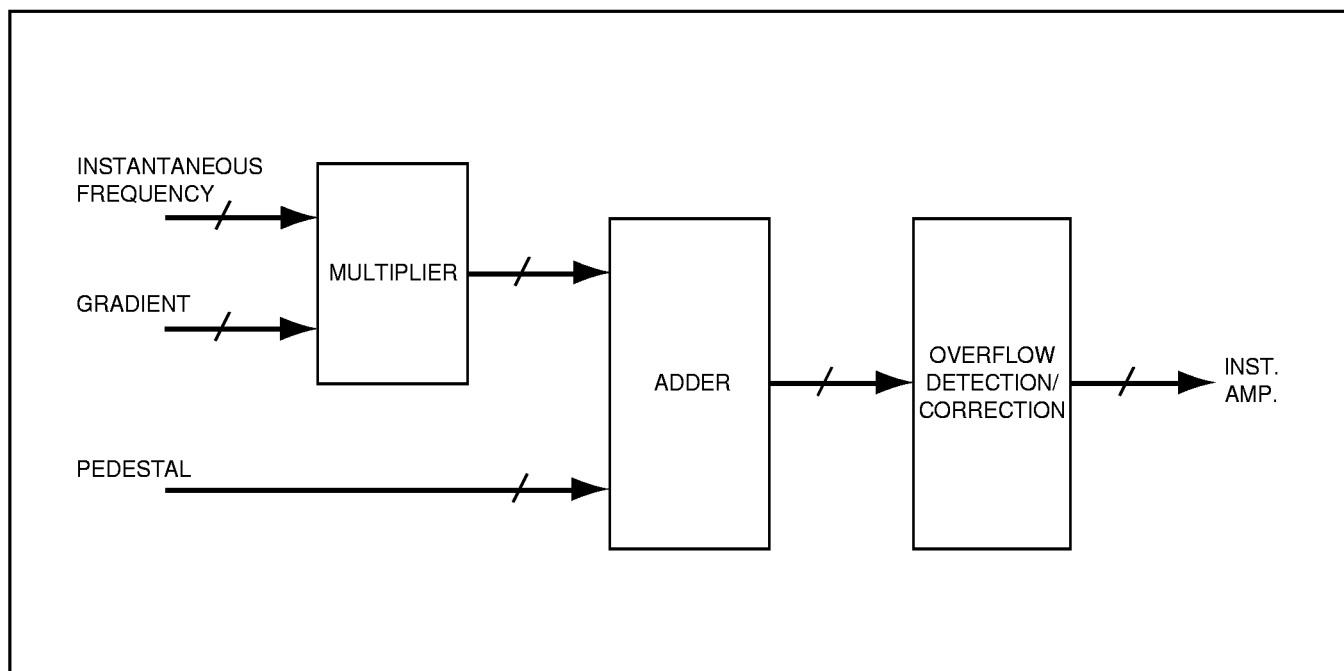 INSTANTANEOUS
FREQUENCY
GRADIENT
PEDESTAL
MULTIPLIER
ADDER
OVERFLOW
DETECTION/
CORRECTION
INST.
AMP.